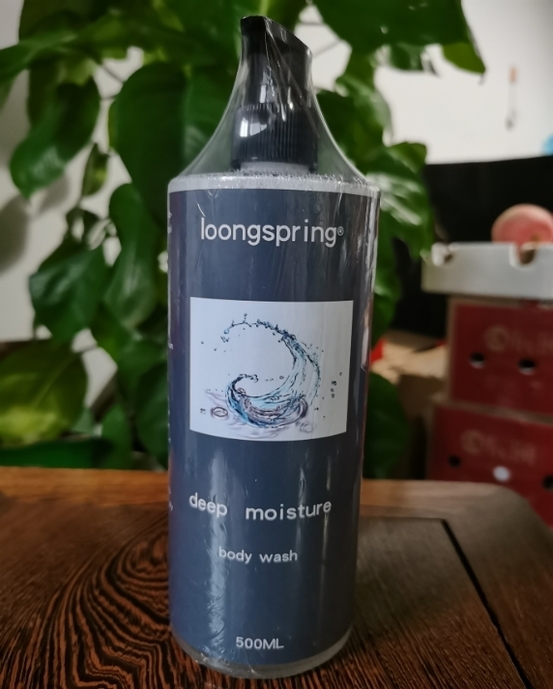 loongspring®
deep moisture
body wash
500ML